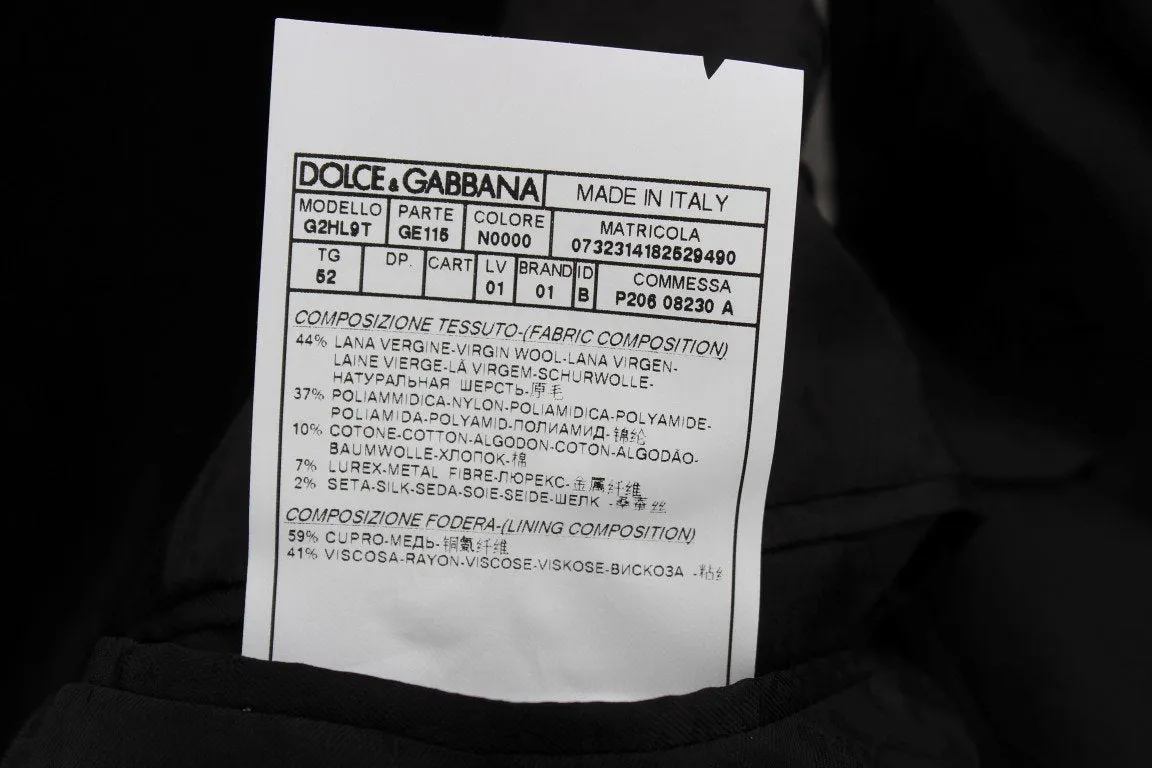 DOLCE & GABBANA MADE IN ITALY
MODELLO PARTE COLORE MATRICOLA
G2HL9T GE115 N0000 0732314182529490
TG DP. CART LV BRAND ID COMMESSA
52 01 01 B P206 08230 A
COMPOSIZIONE TESSUTO-(FABRIC COMPOSITION)
44% LANA VERGINE-VIRGIN WOOL-LANA VIRGEN-
LAINE VIERGE-LÃ VIRGEM-SCHURWOLLE-
НАТУРАЛЬНАЯ ШЕРСТЬ-原毛
37% POLIAMMIDICA-NYLON-POLIAMIDICA-POLYAMIDE-
POLIAMIDA-POLYAMID-ПОЛИАМИД-锦纶
10% COTONE-COTTON-ALGODON-COTON-ALGODÃO-
BAUMWOLLE-ХЛОПОК-棉
7% LUREX-METAL FIBRE-ЛЮРЕКС-金属纤维
2% SETA-SILK-SEDA-SOIE-SEIDE-ШЕЛК -桑蚕丝
COMPOSIZIONE FODERA-(LINING COMPOSITION)
59% CUPRO-МЕДЬ-铜氨纤维
41% VISCOSA-RAYON-VISCOSE-VISKOSE-ВИСКОЗА -粘